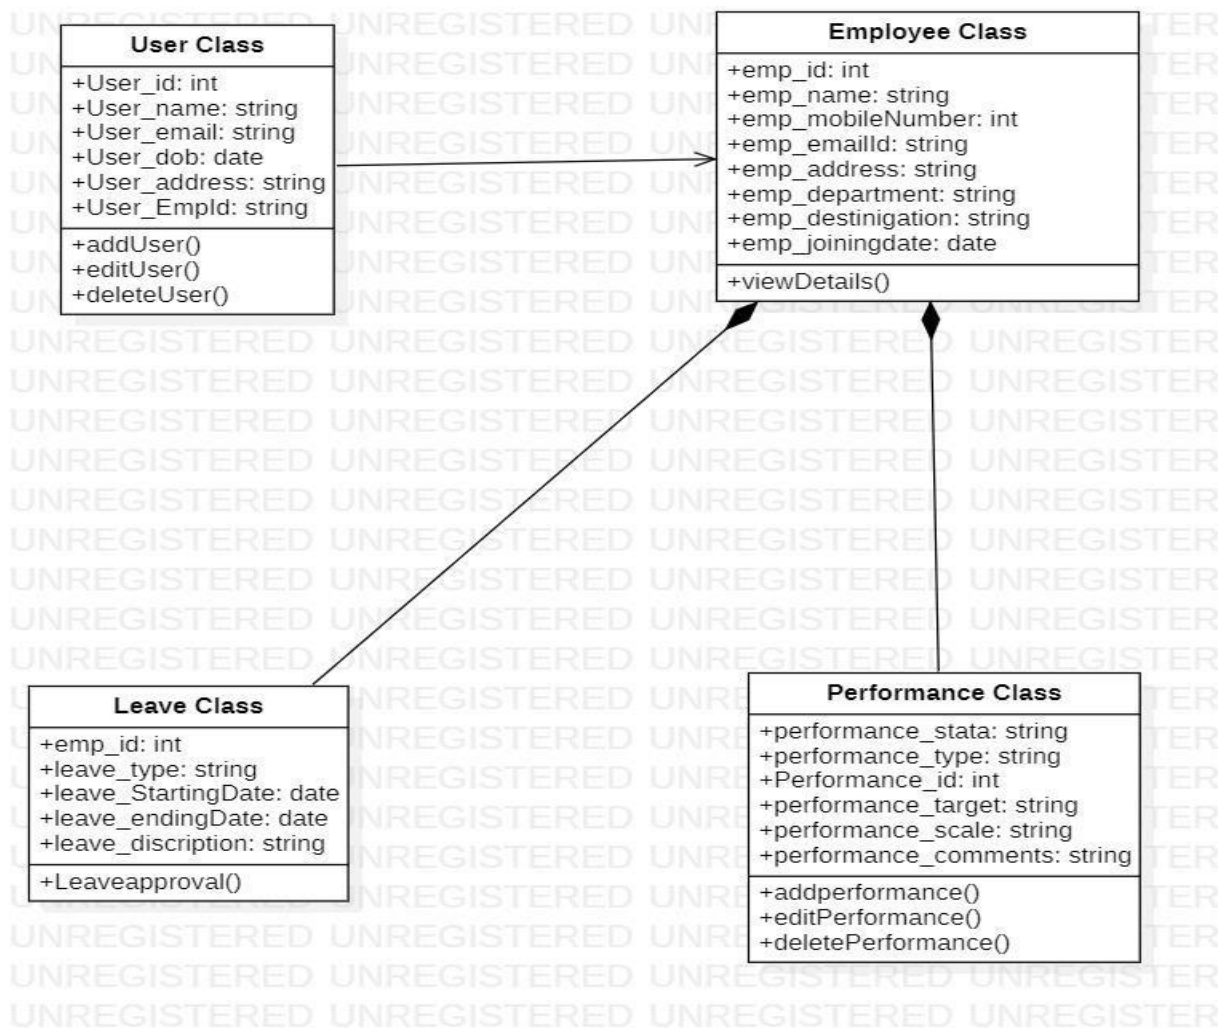 User Class
+User_id: int
+User_name: string
+User_email: string
+User_dob: date
+User_address: string
+User_EmpId: string
+addUser()
+editUser()
+deleteUser()
Employee Class
+emp_id: int
+emp_name: string
+emp_mobileNumber: int
+emp_emailId: string
+emp_address: string
+emp_department: string
+emp_destinigation: string
+emp_joiningdate: date
+viewDetails()
Leave Class
+emp_id: int
+leave_type: string
+leave_StartingDate: date
+leave_endingDate: date
+leave_discription: string
+Leaveapproval()
Performance Class
+performance_stata: string
+performance_type: string
+Performance_id: int
+performance_target: string
+performance_scale: string
+performance_comments: string
+addperformance()
+editPerformance()
+deletePerformance()
UNREGISTERED UNREGISTERED UNREGISTERED UNREGISTER